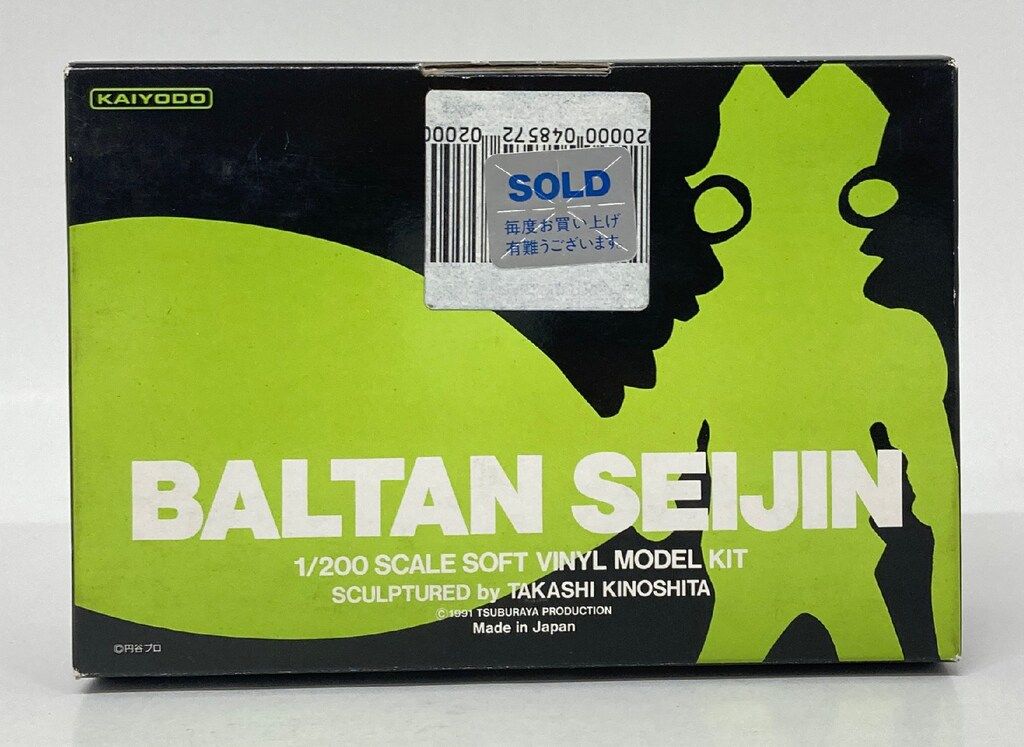 KAIYODO
02000 048572 02000
SOLD
毎度お買い上げ
有難うございます
BALTAN SEIJIN
1/200 SCALE SOFT VINYL MODEL KIT
SCULPTURED by TAKASHI KINOSHITA
©1991 TSUBURAYA PRODUCTION
Made in Japan
©円谷プロ